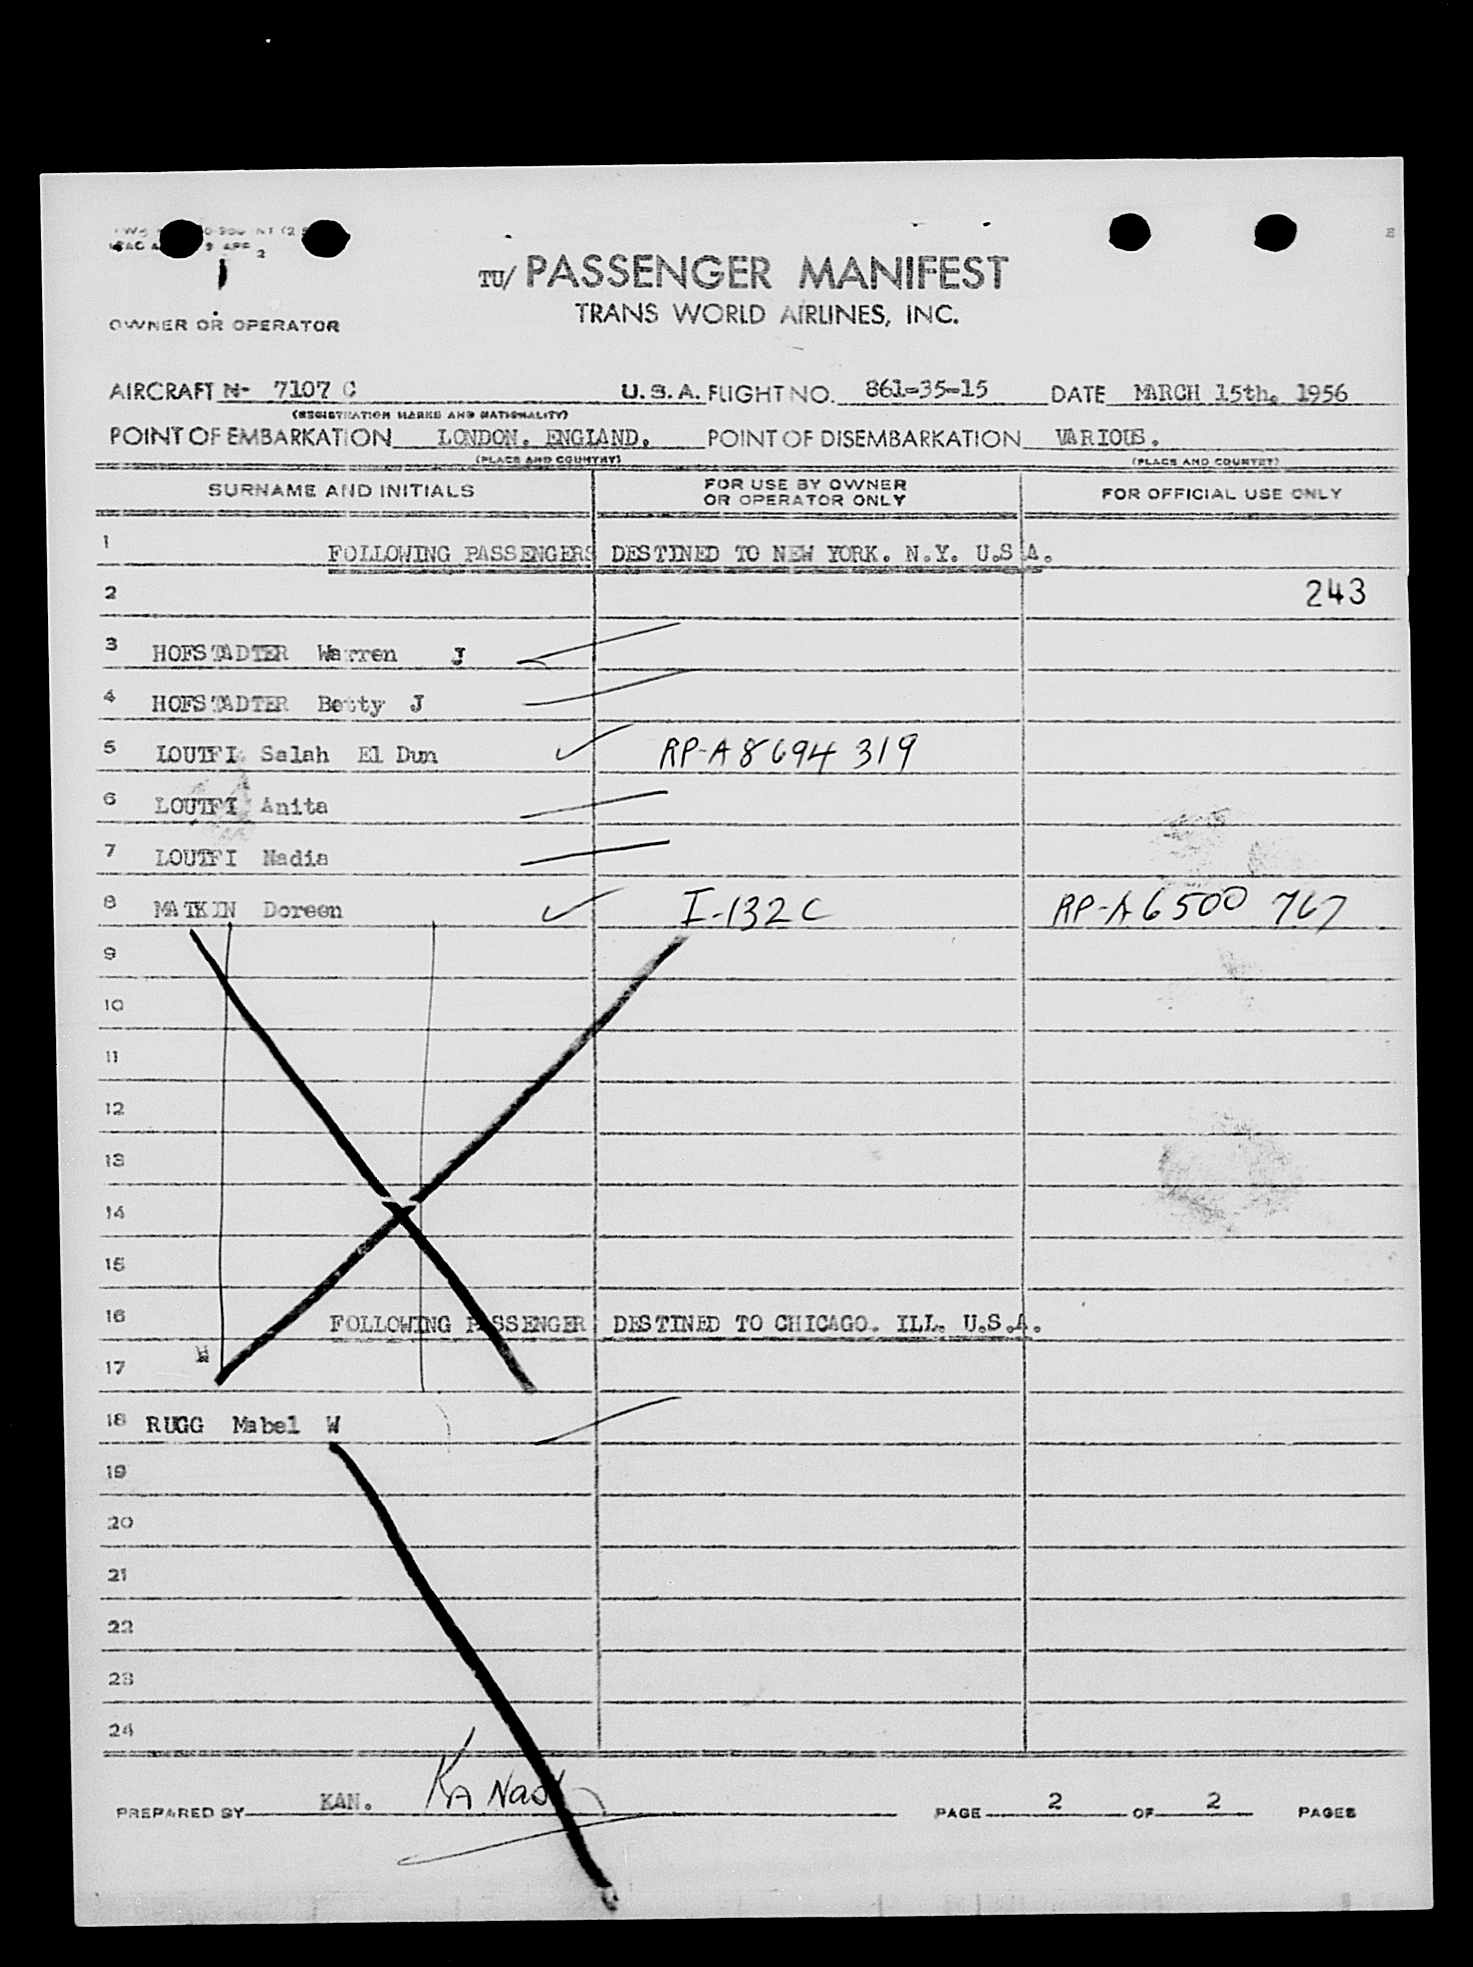 TU/ PASSENGER MANIFEST
TRANS WORLD AIRLINES, INC.
OWNER OR OPERATOR
AIRCRAFT N- 7107 C U.S.A. FLIGHT NO. 861-35-15 DATE MARCH 15th. 1956
(REGISTRATION MARKS AND NATIONALITY)
POINT OF EMBARKATION LONDON. ENGLAND. POINT OF DISEMBARKATION VARIOUS.
(PLACE AND COUNTRY) (PLACE AND COUNTRY)
SURNAME AND INITIALS FOR USE BY OWNER OR OPERATOR ONLY FOR OFFICIAL USE ONLY
1 FOLLOWING PASSENGERS DESTINED TO NEW YORK. N.Y. U.S.A.
2 243
3 HOFSTADTER Warren J
4 HOFSTADTER Betty J
5 LOUTFI Salah El Dun RP-A8694 319
6 LOUTFI Anita
7 LOUTFI Nadia
8 MATKIN Doreen I-132C RP-A6500 767
9
10
11
12
13
14
15
16 FOLLOWING PASSENGER DESTINED TO CHICAGO. ILL. U.S.A.
17 W
18 RUGG Mabel W
19
20
21
22
23
24
PREPARED BY KAN. KA Nash PAGE 2 OF 2 PAGES